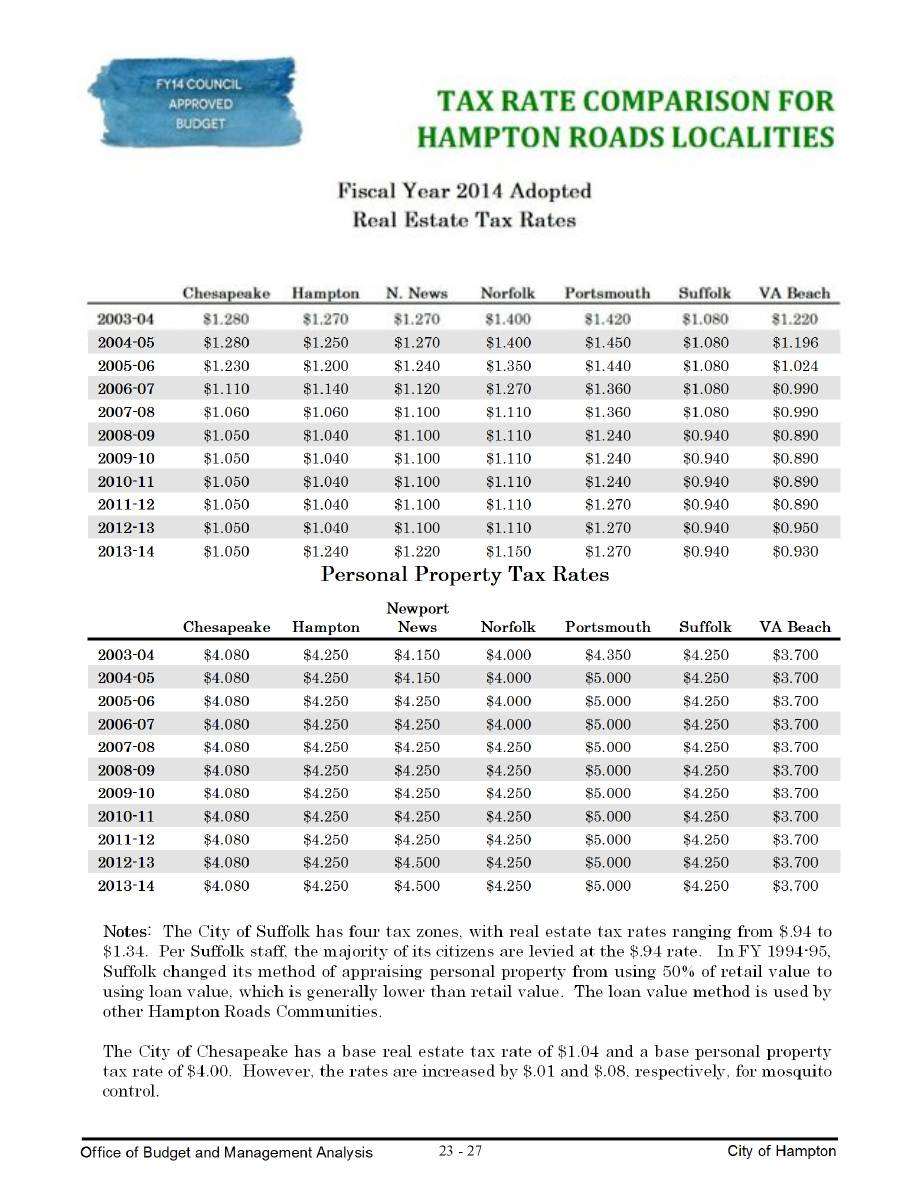 FY14 COUNCIL
APPROVED
BUDGET
TAX RATE COMPARISON FOR
HAMPTON ROADS LOCALITIES
Fiscal Year 2014 Adopted
Real Estate Tax Rates
Chesapeake Hampton N. News Norfolk Portsmouth Suffolk VA Beach
2003-04 $1.280 $1.270 $1.270 $1.400 $1.420 $1.080 $1.220
2004-05 $1.280 $1.250 $1.270 $1.400 $1.450 $1.080 $1.196
2005-06 $1.230 $1.200 $1.240 $1.350 $1.440 $1.080 $1.024
2006-07 $1.110 $1.140 $1.120 $1.270 $1.360 $1.080 $0.990
2007-08 $1.060 $1.060 $1.100 $1.110 $1.360 $1.080 $0.990
2008-09 $1.050 $1.040 $1.100 $1.110 $1.240 $0.940 $0.890
2009-10 $1.050 $1.040 $1.100 $1.110 $1.240 $0.940 $0.890
2010-11 $1.050 $1.040 $1.100 $1.110 $1.240 $0.940 $0.890
2011-12 $1.050 $1.040 $1.100 $1.110 $1.270 $0.940 $0.890
2012-13 $1.050 $1.040 $1.100 $1.110 $1.270 $0.940 $0.950
2013-14 $1.050 $1.240 $1.220 $1.150 $1.270 $0.940 $0.930
Personal Property Tax Rates
Newport
Chesapeake Hampton News Norfolk Portsmouth Suffolk VA Beach
2003-04 $4.080 $4.250 $4.150 $4.000 $4.350 $4.250 $3.700
2004-05 $4.080 $4.250 $4.150 $4.000 $5.000 $4.250 $3.700
2005-06 $4.080 $4.250 $4.250 $4.000 $5.000 $4.250 $3.700
2006-07 $4.080 $4.250 $4.250 $4.000 $5.000 $4.250 $3.700
2007-08 $4.080 $4.250 $4.250 $4.250 $5.000 $4.250 $3.700
2008-09 $4.080 $4.250 $4.250 $4.250 $5.000 $4.250 $3.700
2009-10 $4.080 $4.250 $4.250 $4.250 $5.000 $4.250 $3.700
2010-11 $4.080 $4.250 $4.250 $4.250 $5.000 $4.250 $3.700
2011-12 $4.080 $4.250 $4.250 $4.250 $5.000 $4.250 $3.700
2012-13 $4.080 $4.250 $4.500 $4.250 $5.000 $4.250 $3.700
2013-14 $4.080 $4.250 $4.500 $4.250 $5.000 $4.250 $3.700
Notes: The City of Suffolk has four tax zones, with real estate tax rates ranging from $.94 to
$1.34. Per Suffolk staff, the majority of its citizens are levied at the $.94 rate. In FY 1994-95,
Suffolk changed its method of appraising personal property from using 50% of retail value to
using loan value, which is generally lower than retail value. The loan value method is used by
other Hampton Roads Communities.
The City of Chesapeake has a base real estate tax rate of $1.04 and a base personal property
tax rate of $4.00. However, the rates are increased by $.01 and $.08, respectively, for mosquito
control.
Office of Budget and Management Analysis 23 - 27 City of Hampton